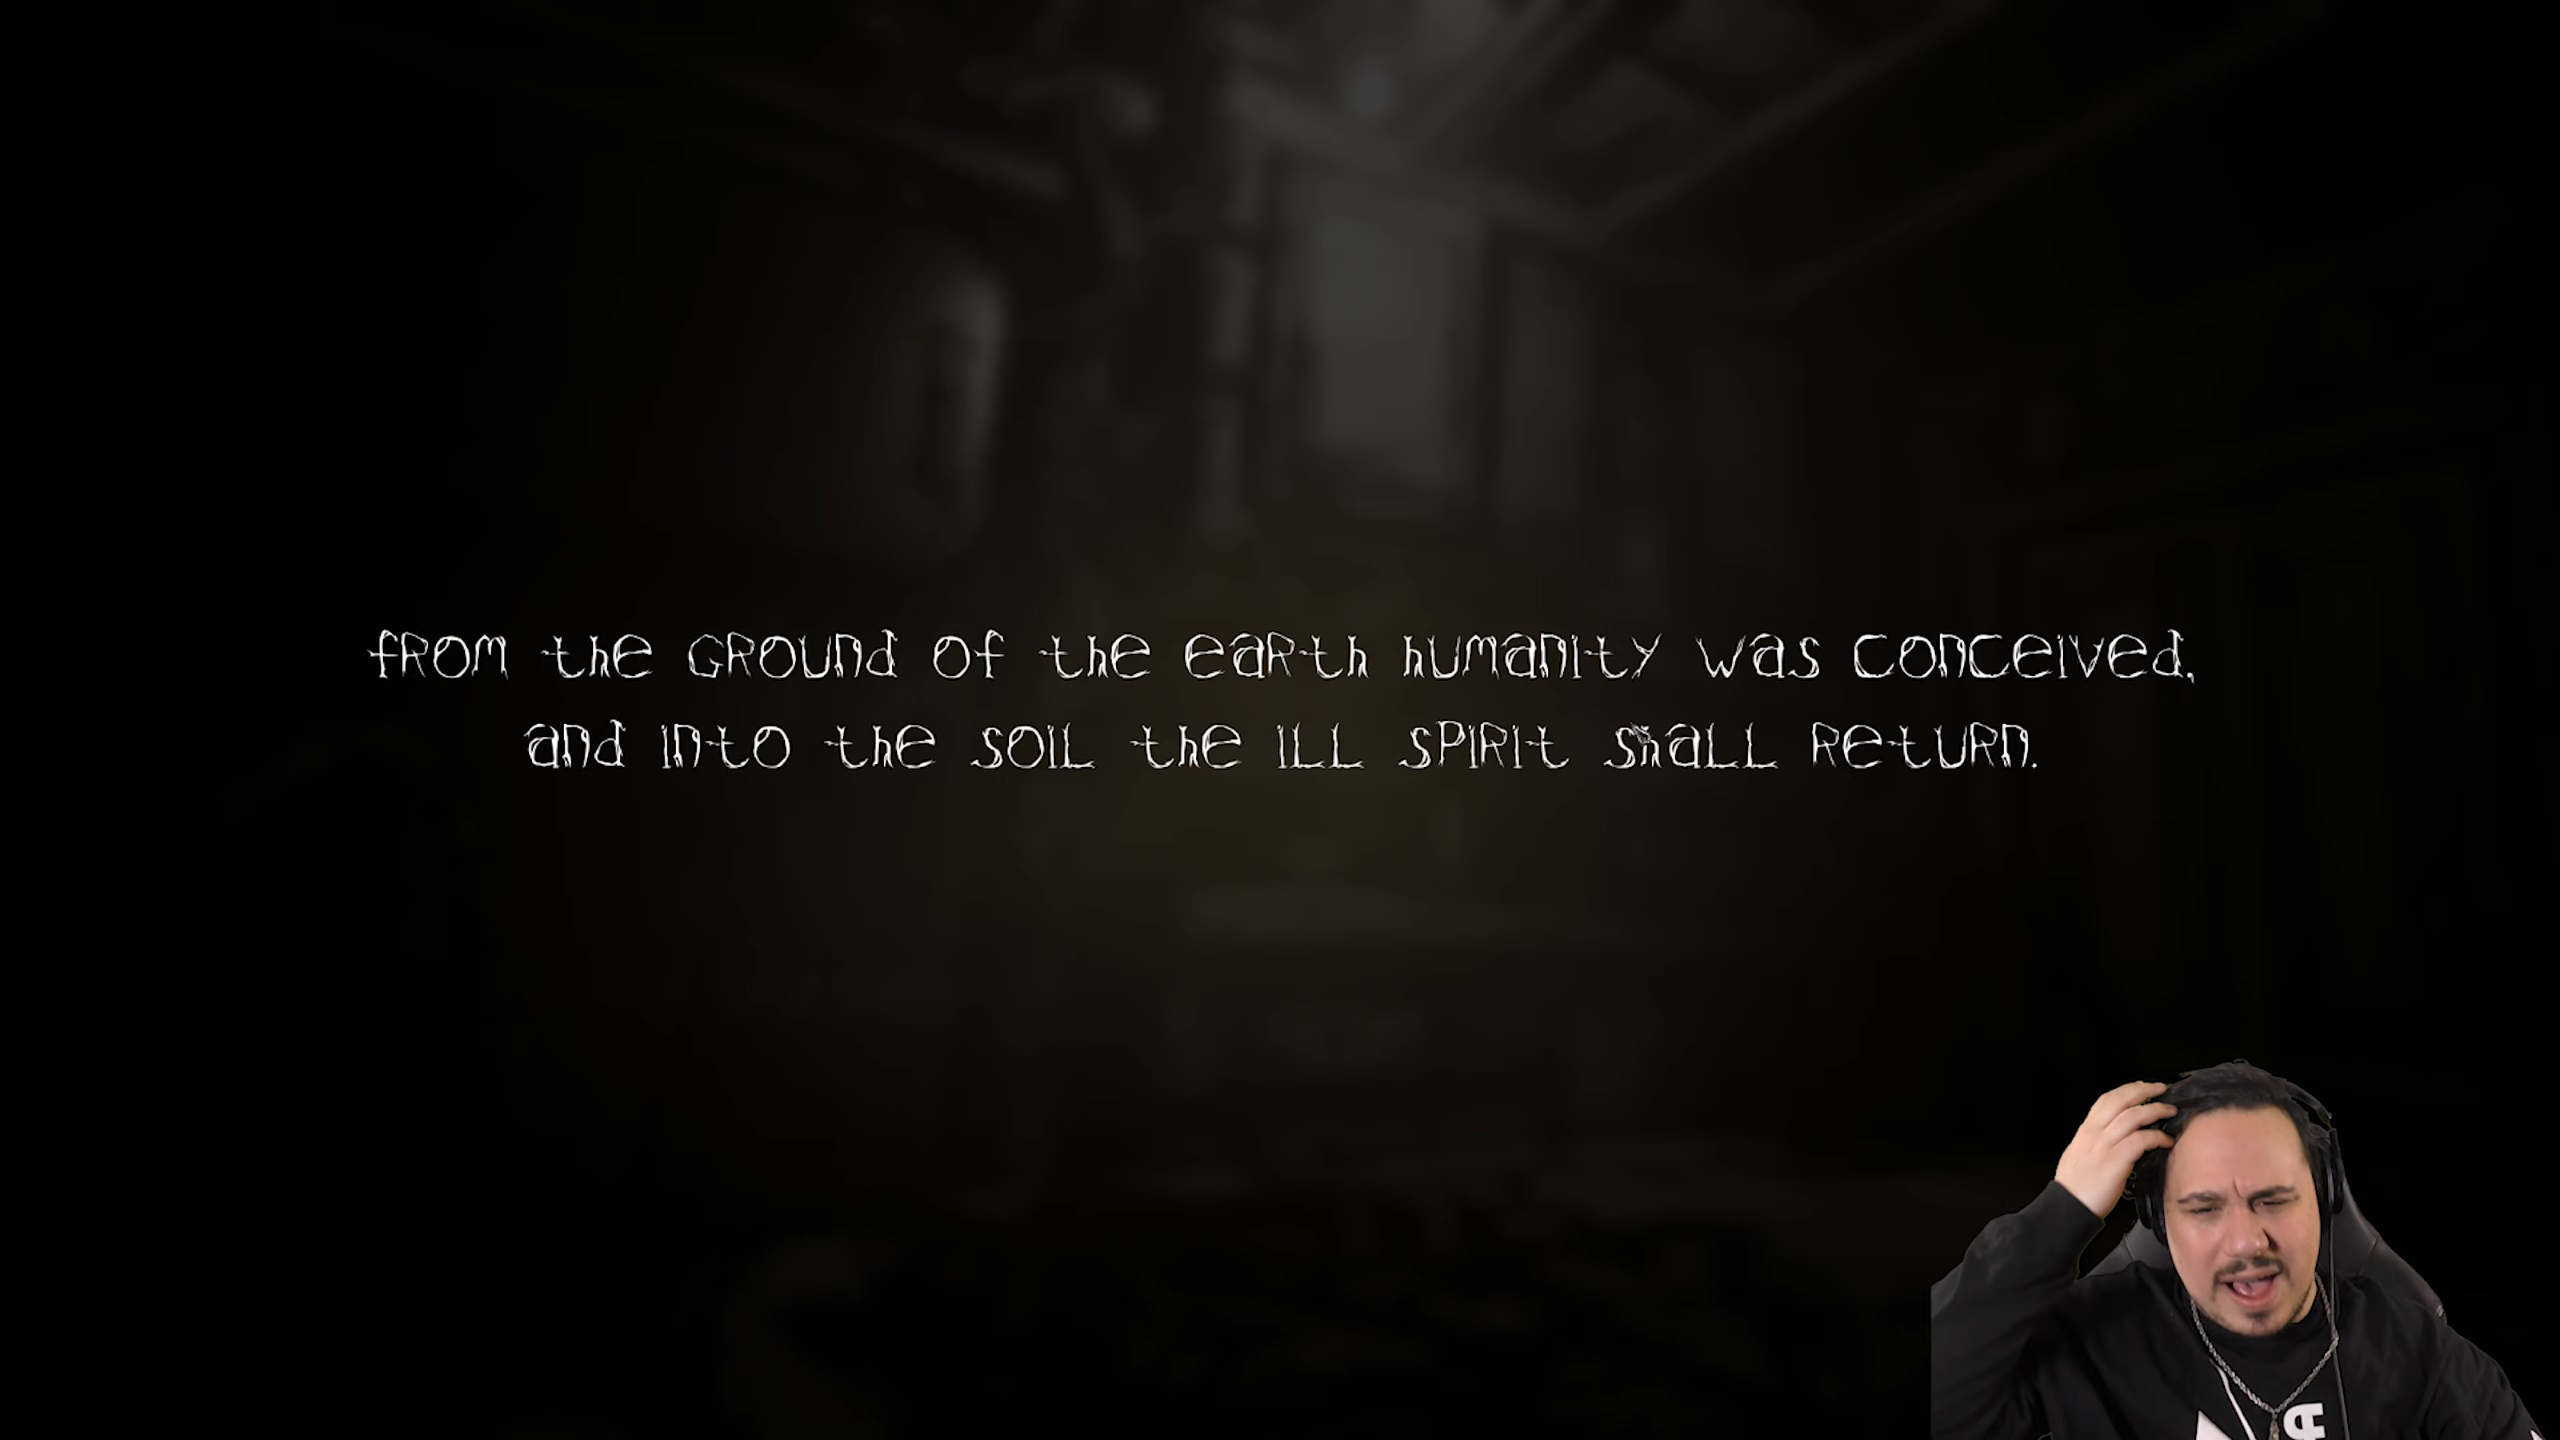 from the Ground of the earth humanity was conceived,
and into the soil the ill spirit shall return.